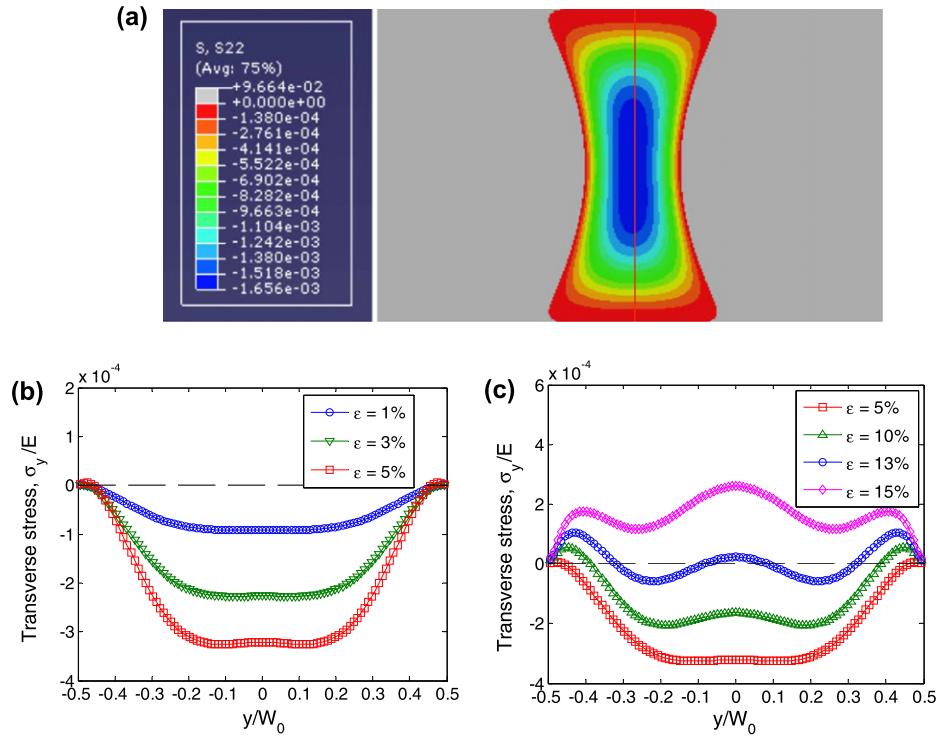 (a)
S, S22
(Avg: 75%)
+9.664e-02
+0.000e+00
-1.380e-04
-2.761e-04
-4.141e-04
-5.522e-04
-6.902e-04
-8.282e-04
-9.663e-04
-1.104e-03
-1.242e-03
-1.380e-03
-1.518e-03
-1.656e-03
(b)
x 10⁻⁴
2
1
0
-1
-2
-3
-4
Transverse stress, σ_y/E
ε = 1%
ε = 3%
ε = 5%
-0.5 -0.4 -0.3 -0.2 -0.1 0 0.1 0.2 0.3 0.4 0.5
y/W₀
(c)
x 10⁻⁴
6
4
2
0
-2
-4
Transverse stress, σ_y/E
ε = 5%
ε = 10%
ε = 13%
ε = 15%
-0.5 -0.4 -0.3 -0.2 -0.1 0 0.1 0.2 0.3 0.4 0.5
y/W₀